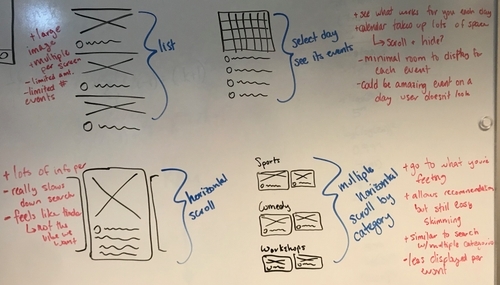 + large
image
+ multiple
per screen
- limited amt.
- limited #
events
list
select day
see its events
+ see what works for you each day
- calendar takes up lots of space
↳ scroll + hide?
- minimal room to display for
each event
- could be amazing event on a
day user doesn't look
+ lots of info per
- really slows
down search
- feels like tinder
↳ not the
vibe we
want
horizontal
scroll
Sports
Comedy
Workshops
multiple
horizontal
scroll by
category
+ go to what you're
feeling
+ allows recommendation
but still easy
skimming
+ similar to search
w/multiple categories
- less displayed per
event